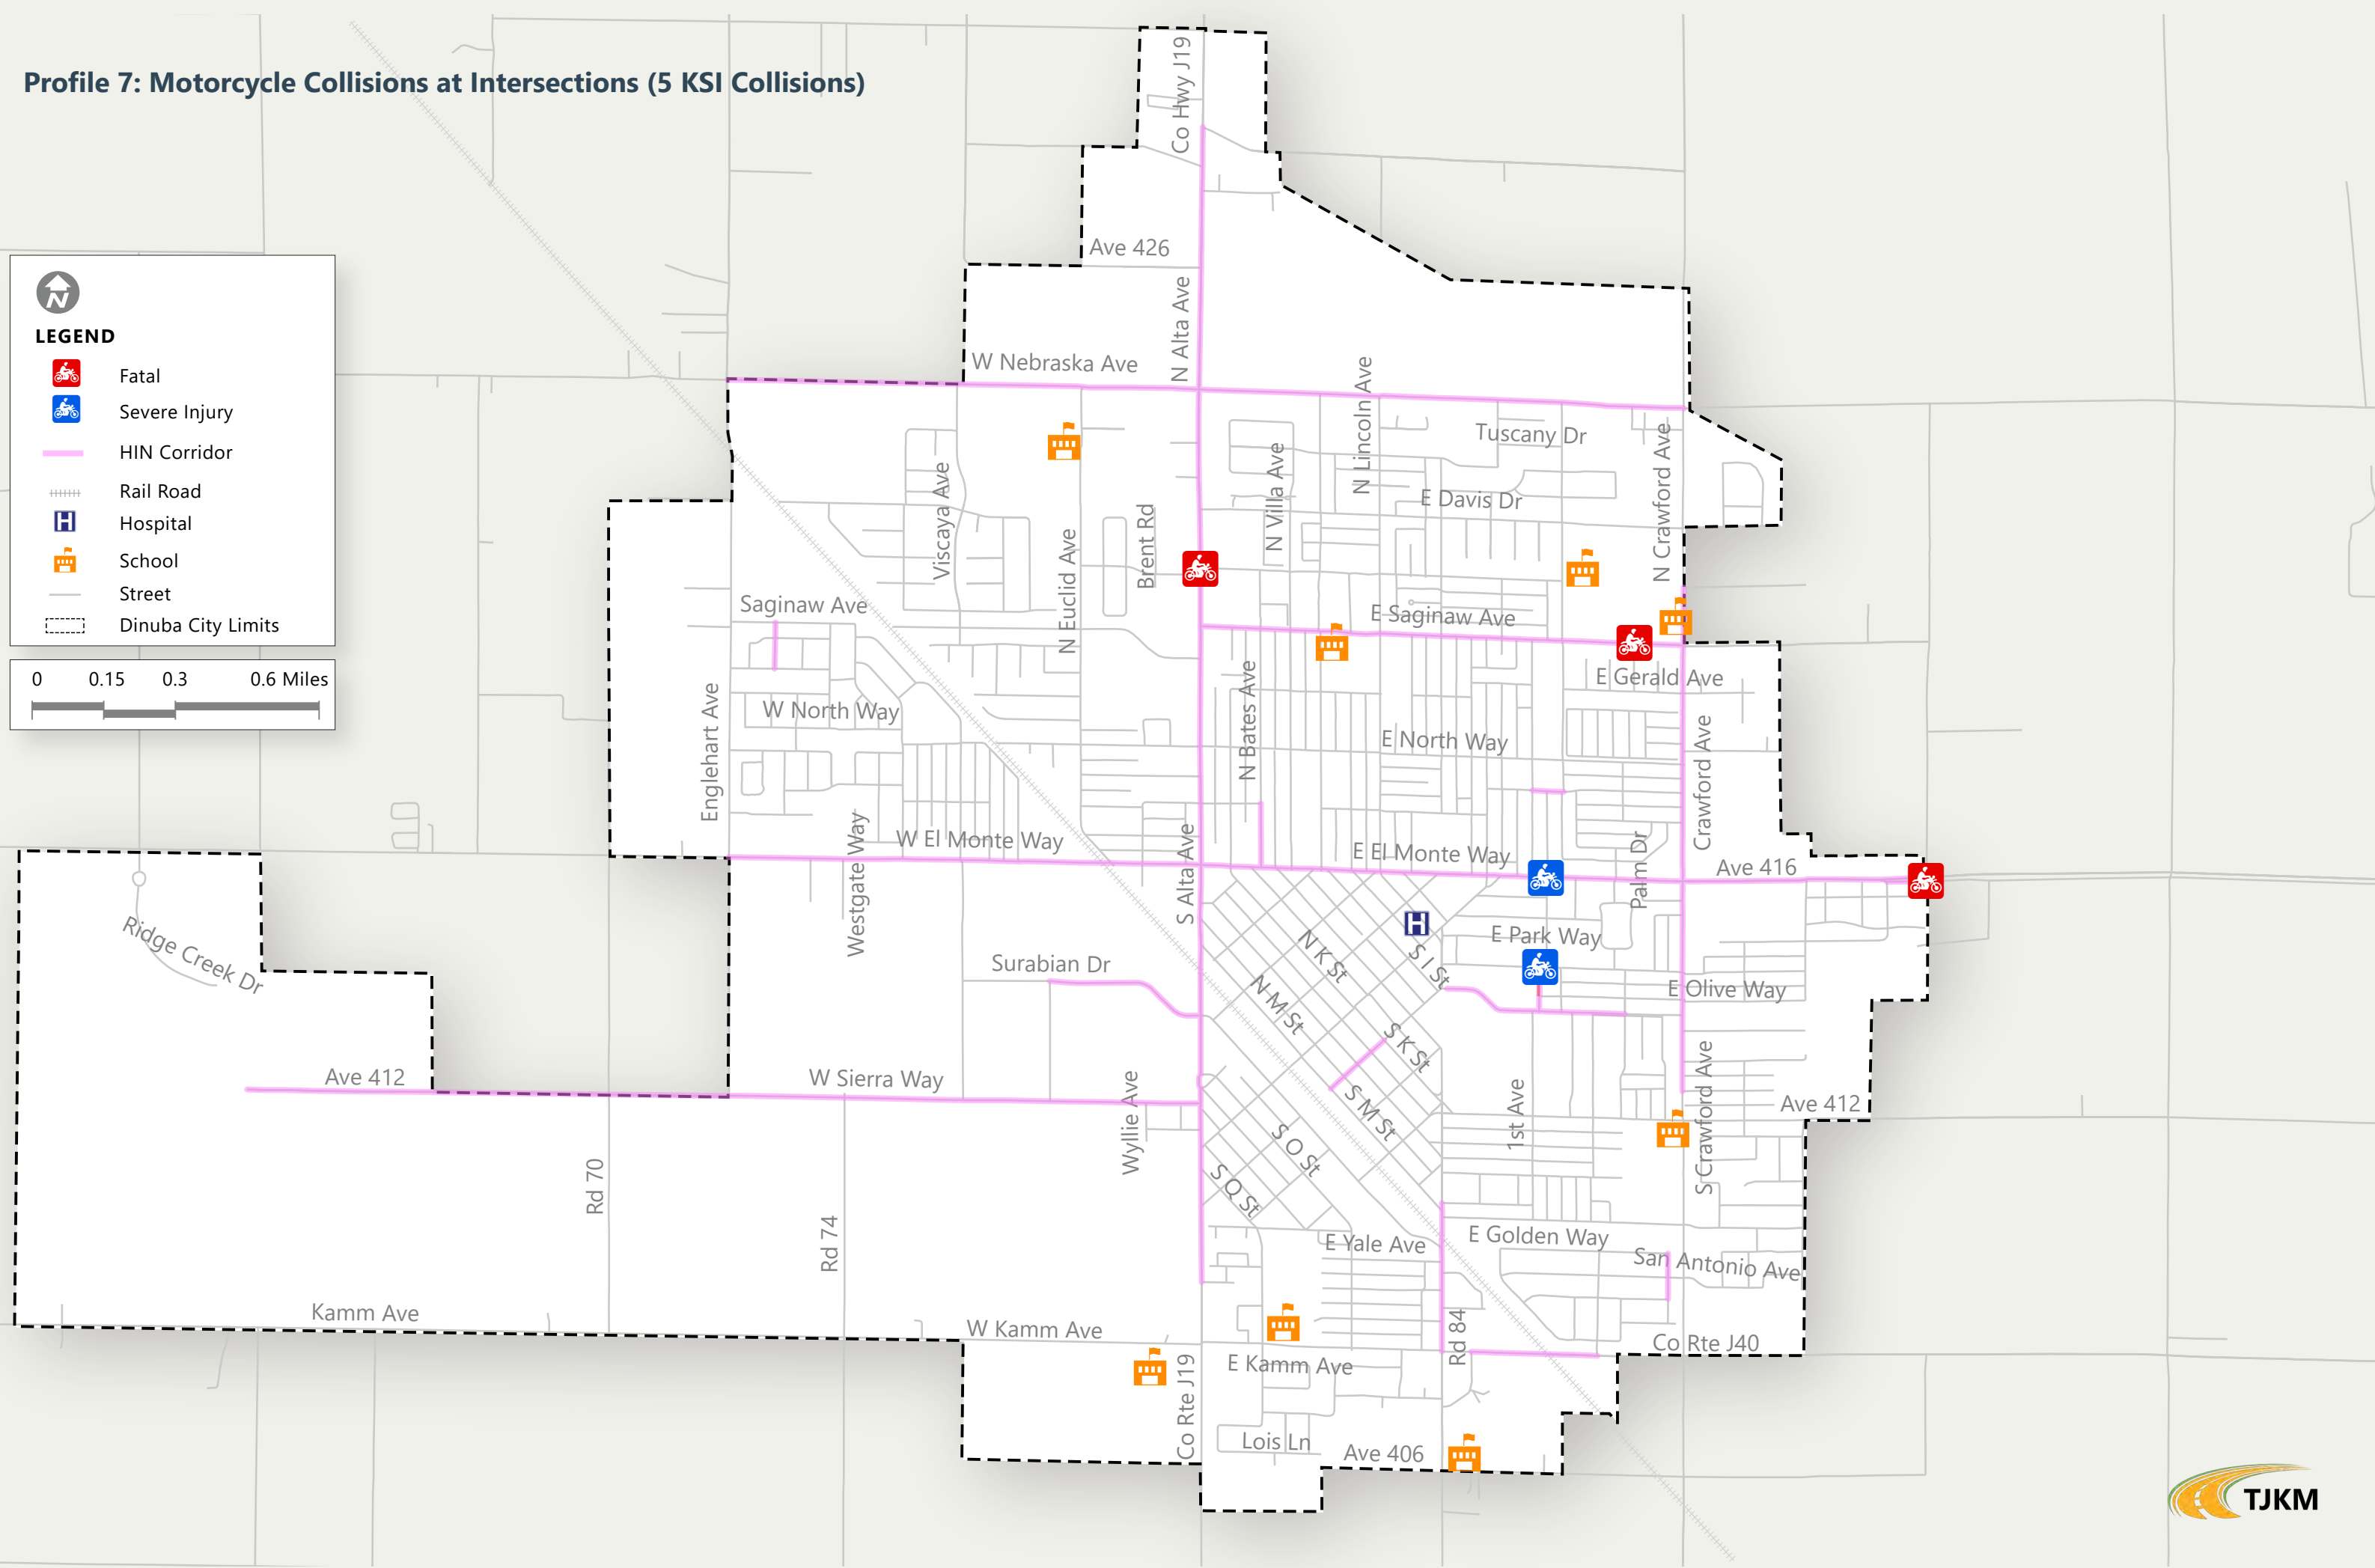 Profile 7: Motorcycle Collisions at Intersections (5 KSI Collisions)
Co Hwy J19
Ave 426
N Alta Ave
W Nebraska Ave
N Lincoln Ave
Tuscany Dr
N Crawford Ave
N Villa Ave
E Davis Dr
Viscaya Ave
Brent Rd
N Euclid Ave
N
LEGEND
Fatal
Severe Injury
HIN Corridor
Rail Road
H
Hospital
School
Street
Dinuba City Limits
0 0.15 0.3 0.6 Miles
Saginaw Ave
E Saginaw Ave
E Gerald Ave
Englehart Ave
W North Way
N Bates Ave
E North Way
Crawford Ave
W El Monte Way
Westgate Way
S Alta Ave
E El Monte Way
Palm Dr
Ave 416
Ridge Creek Dr
H
E Park Way
N K St
S I St
Surabian Dr
N M St
E Olive Way
S K St
Ave 412
W Sierra Way
Wyllie Ave
S M St
1st Ave
S Crawford Ave
Ave 412
S O St
S Q St
Rd 70
Rd 74
E Yale Ave
E Golden Way
San Antonio Ave
Kamm Ave
W Kamm Ave
Rd 84
Co Rte J40
E Kamm Ave
Co Rte J19
Lois Ln
Ave 406
TJKM